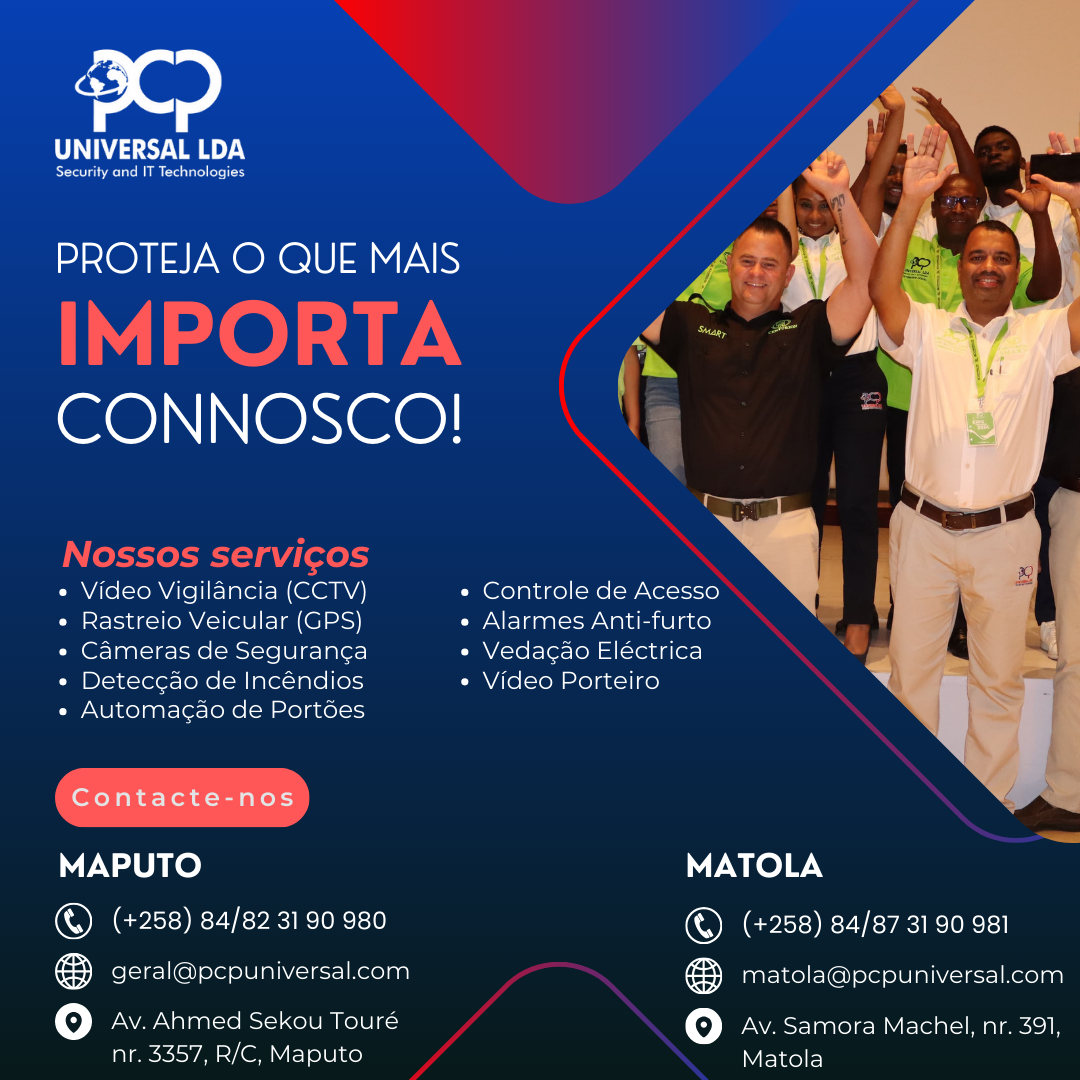 pcp
UNIVERSAL LDA
Security and IT Technologies
PROTEJA O QUE MAIS
IMPORTA
CONNOSCO!
SMART
UNIVERSAL LDA
Nossos serviços
Vídeo Vigilância (CCTV)
Rastreio Veicular (GPS)
Câmeras de Segurança
Detecção de Incêndios
Automação de Portões
Controle de Acesso
Alarmes Anti-furto
Vedação Eléctrica
Vídeo Porteiro
Contacte-nos
MAPUTO
(+258) 84/82 31 90 980
geral@pcpuniversal.com
Av. Ahmed Sekou Touré
nr. 3357, R/C, Maputo
MATOLA
(+258) 84/87 31 90 981
matola@pcpuniversal.com
Av. Samora Machel, nr. 391,
Matola